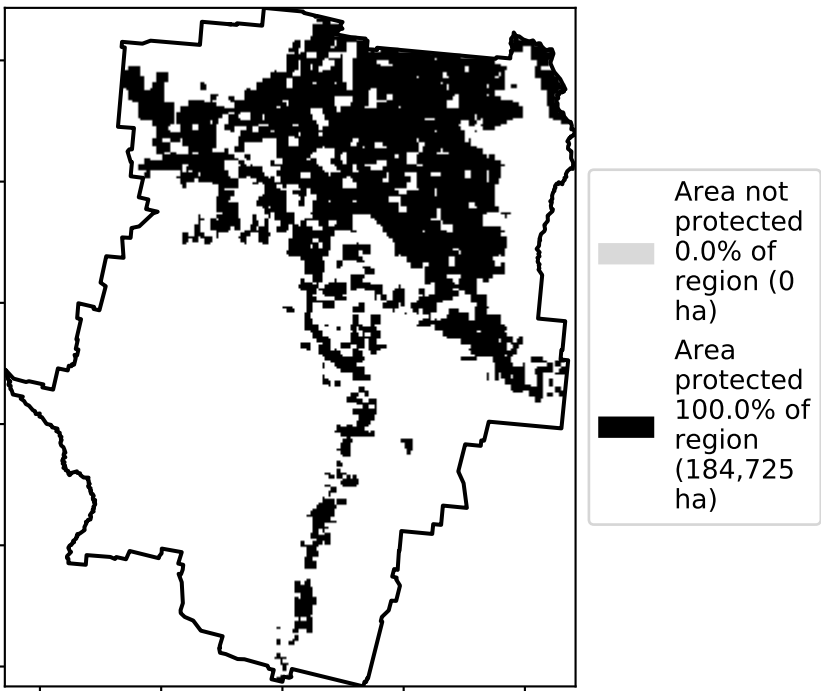 Area not
protected
0.0% of
region (0
ha)
Area
protected
100.0% of
region
(184,725
ha)